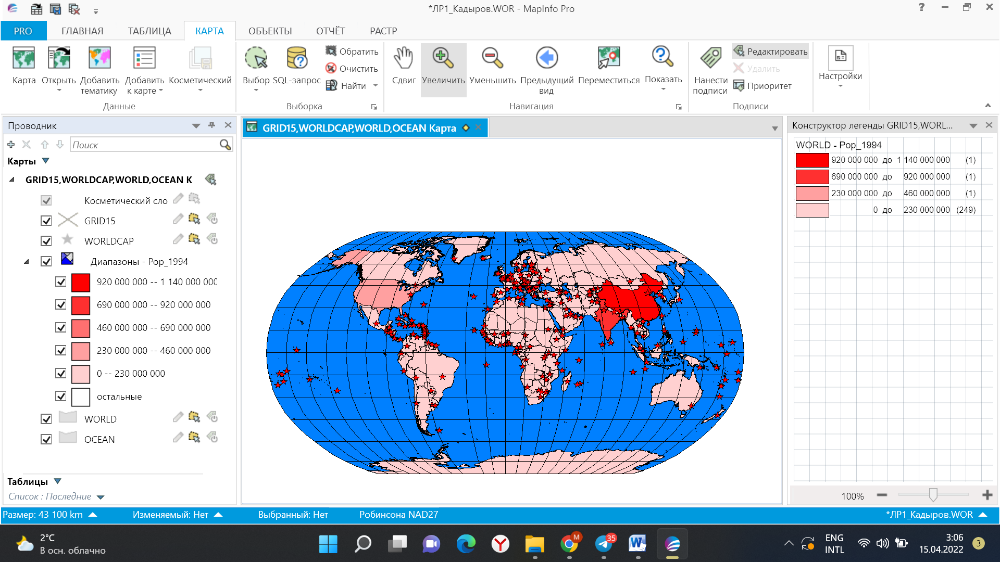 *ЛР1_Кадыров.WOR - MapInfo Pro
PRO
ГЛАВНАЯ
ТАБЛИЦА
КАРТА
ОБЪЕКТЫ
ОТЧЁТ
РАСТР
Карта
Открыть
Добавить тематику
Добавить к карте
Косметический
Данные
Выбор
SQL-запрос
Обратить
Очистить
Найти
Выборка
Сдвиг
Увеличить
Уменьшить
Предыдущий вид
Переместиться
Показать
Навигация
Нанести подписи
Редактировать
Удалить
Приоритет
Подписи
Настройки
Проводник
Поиск
Карты
GRID15,WORLDCAP,WORLD,OCEAN К
Косметический сло
GRID15
WORLDCAP
Диапазоны - Pop_1994
920 000 000 -- 1 140 000 000
690 000 000 -- 920 000 000
460 000 000 -- 690 000 000
230 000 000 -- 460 000 000
0 -- 230 000 000
остальные
WORLD
OCEAN
Таблицы
Список : Последние
GRID15,WORLDCAP,WORLD,OCEAN Карта
Конструктор легенды GRID15,WORL...
WORLD - Pop_1994
920 000 000 до 1 140 000 000 (1)
690 000 000 до 920 000 000 (1)
230 000 000 до 460 000 000 (1)
0 до 230 000 000 (249)
100%
Размер: 43 100 km
Изменяемый: Нет
Выбранный: Нет
Робинсона NAD27
*ЛР1_Кадыров.WOR
2°C
В осн. облачно
M
35
ENG
INTL
3:06
15.04.2022
3